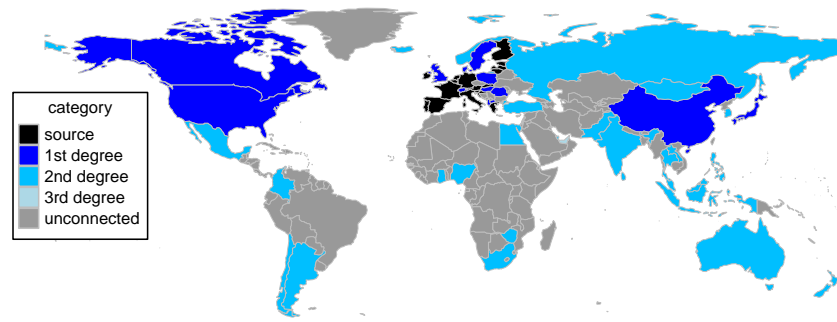 category
source
1st degree
2nd degree
3rd degree
unconnected